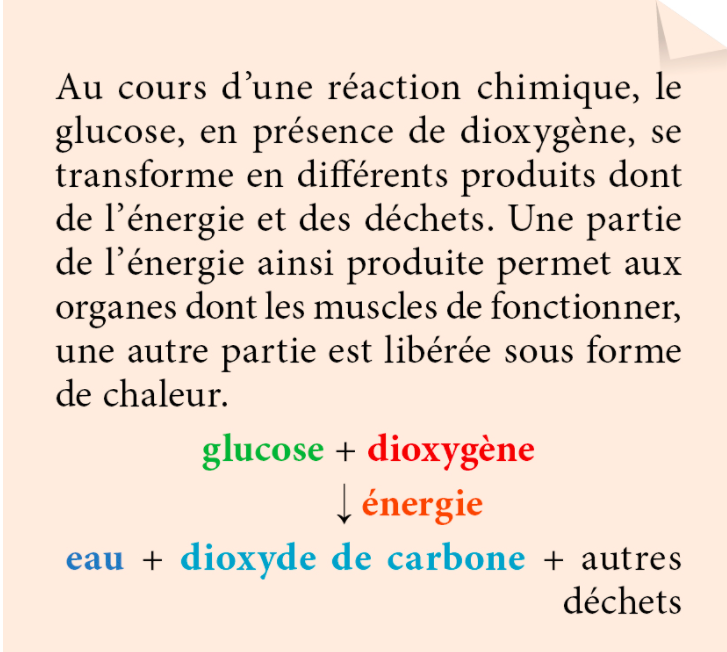 Au cours d’une réaction chimique, le
glucose, en présence de dioxygène, se
transforme en différents produits dont
de l’énergie et des déchets. Une partie
de l’énergie ainsi produite permet aux
organes dont les muscles de fonctionner,
une autre partie est libérée sous forme
de chaleur.
glucose + dioxygène
↓ énergie
eau + dioxyde de carbone + autres
déchets